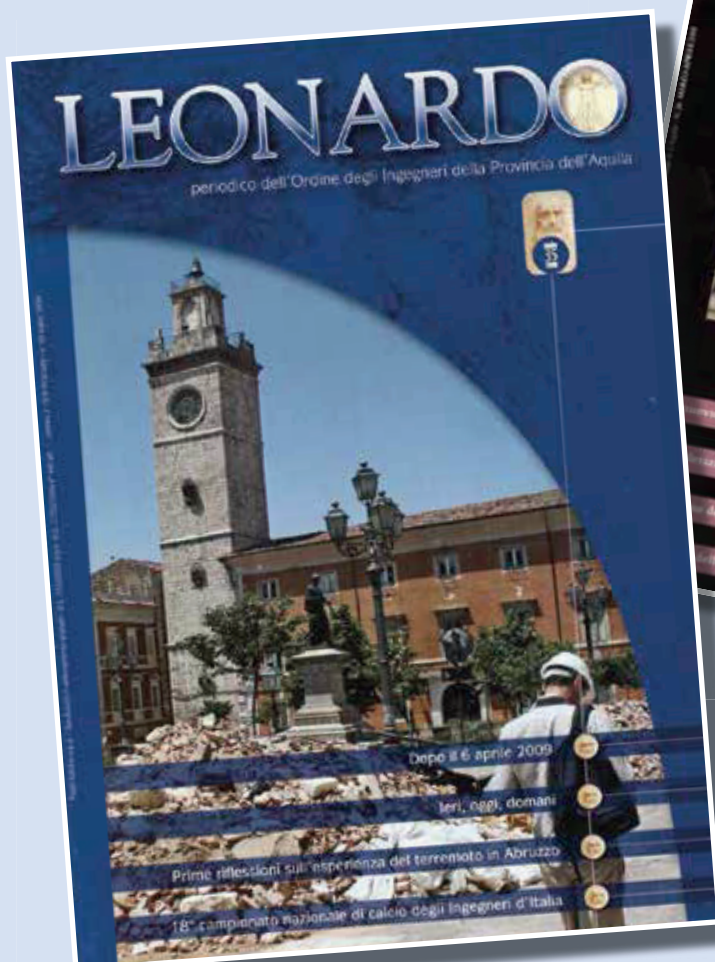 LEONARDO
periodico dell'Ordine degli Ingegneri della Provincia dell'Aquila
35
Dopo il 6 aprile 2009
Ieri, oggi, domani
Prime riflessioni sull'esperienza del terremoto in Abruzzo
18° campionato nazionale di calcio degli Ingegneri d'Italia